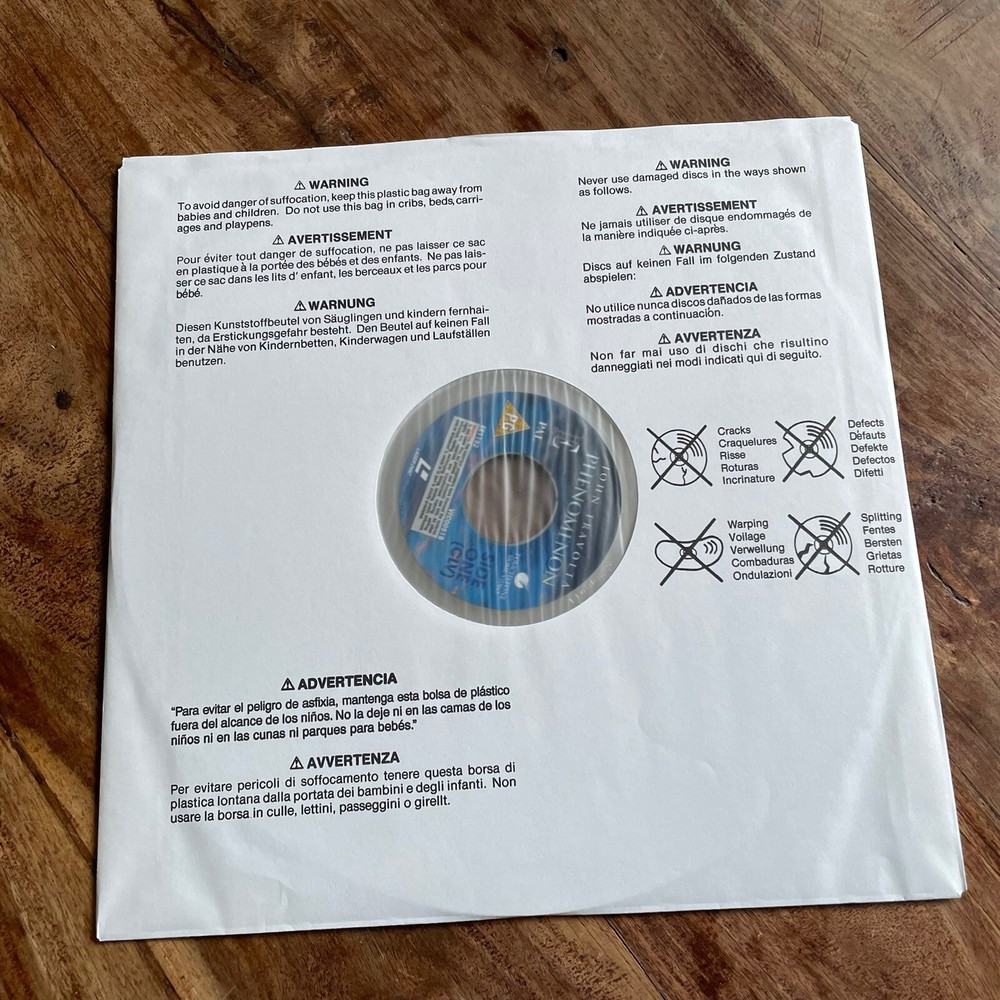 ⚠ WARNING
To avoid danger of suffocation, keep this plastic bag away from
babies and children. Do not use this bag in cribs, beds, carri-
ages and playpens.
⚠ AVERTISSEMENT
Pour éviter tout danger de suffocation, ne pas laisser ce sac
en plastique à la portée des bébés et des enfants. Ne pas lais-
ser ce sac dans les lits d' enfant, les berceaux et les parcs pour
bébé.
⚠ WARNUNG
Diesen Kunststoffbeutel von Säuglingen und kindern fernhal-
ten, da Erstickungsgefahr besteht. Den Beutel auf keinen Fall
in der Nähe von Kindernbetten, Kinderwagen und Laufställen
benutzen.
⚠ WARNING
Never use damaged discs in the ways shown
as follows.
⚠ AVERTISSEMENT
Ne jamais utiliser de disque endommagés de
la manière indiquée ci-après.
⚠ WARNUNG
Discs auf keinen Fall im folgenden Zustand
abspielen:
⚠ ADVERTENCIA
No utilice nunca discos dañados de las formas
mostradas a continuación.
⚠ AVVERTENZA
Non far mai uso di dischi che risultino
danneggiati nei modi indicati qui di seguito.
Cracks
Craquelures
Risse
Roturas
Incrinature
Defects
Défauts
Defekte
Defectos
Difetti
Warping
Voilage
Verwellung
Combaduras
Ondulazioni
Splitting
Fentes
Bersten
Grietas
Rotture
PG
PAL
JOHN TRAVOLTA
PHENOMENON
SIDE
ONE
⚠ ADVERTENCIA
“Para evitar el peligro de asfixia, mantenga esta bolsa de plástico
fuera del alcance de los niños. No la deje ni en las camas de los
niños ni en las cunas ni parques para bebés.”
⚠ AVVERTENZA
Per evitare pericoli di soffocamento tenere questa borsa di
plastica lontana dalla portata dei bambini e degli infanti. Non
usare la borsa in culle, lettini, passeggini o girellt.